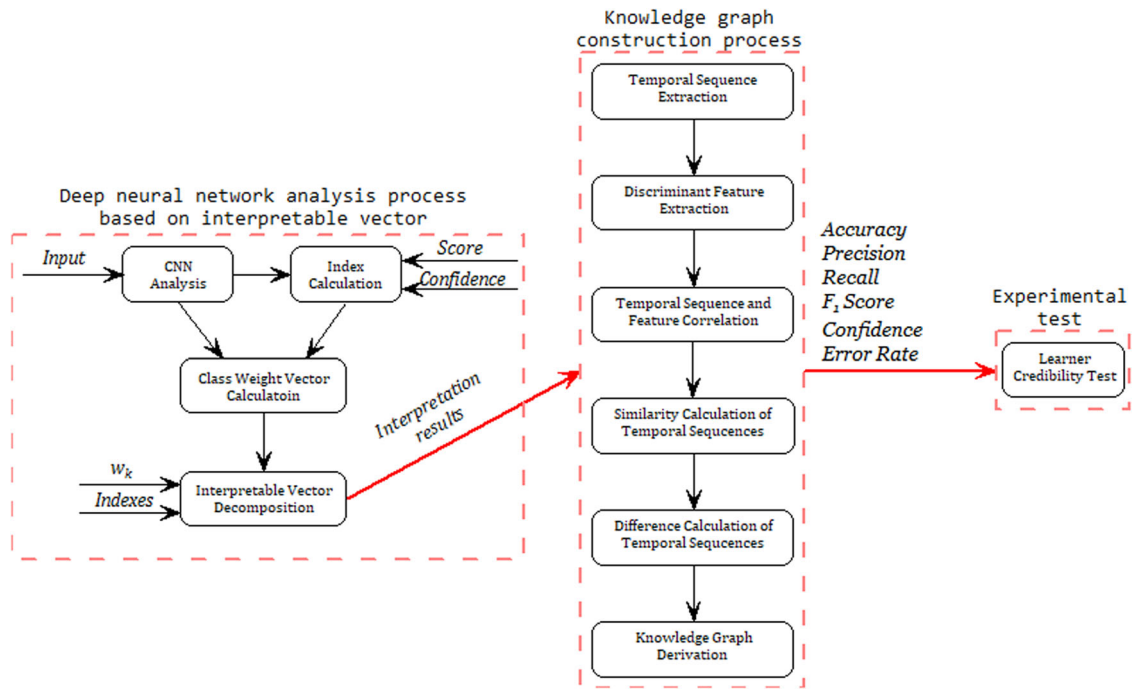 Knowledge graph
construction process
Temporal Sequence
Extraction
Discriminant Feature
Extraction
Temporal Sequence and
Feature Correlation
Similarity Calculation of
Temporal Sequcences
Difference Calculation of
Temporal Sequcences
Knowledge Graph
Derivation
Deep neural network analysis process
based on interpretable vector
Input
CNN
Analysis
Index
Calculation
Score
Confidence
Class Weight Vector
Calculatoin
w_k
Indexes
Interpretable Vector
Decomposition
Interpretation
results
Accuracy
Precision
Recall
F₁ Score
Confidence
Error Rate
Experimental
test
Learner
Credibility Test